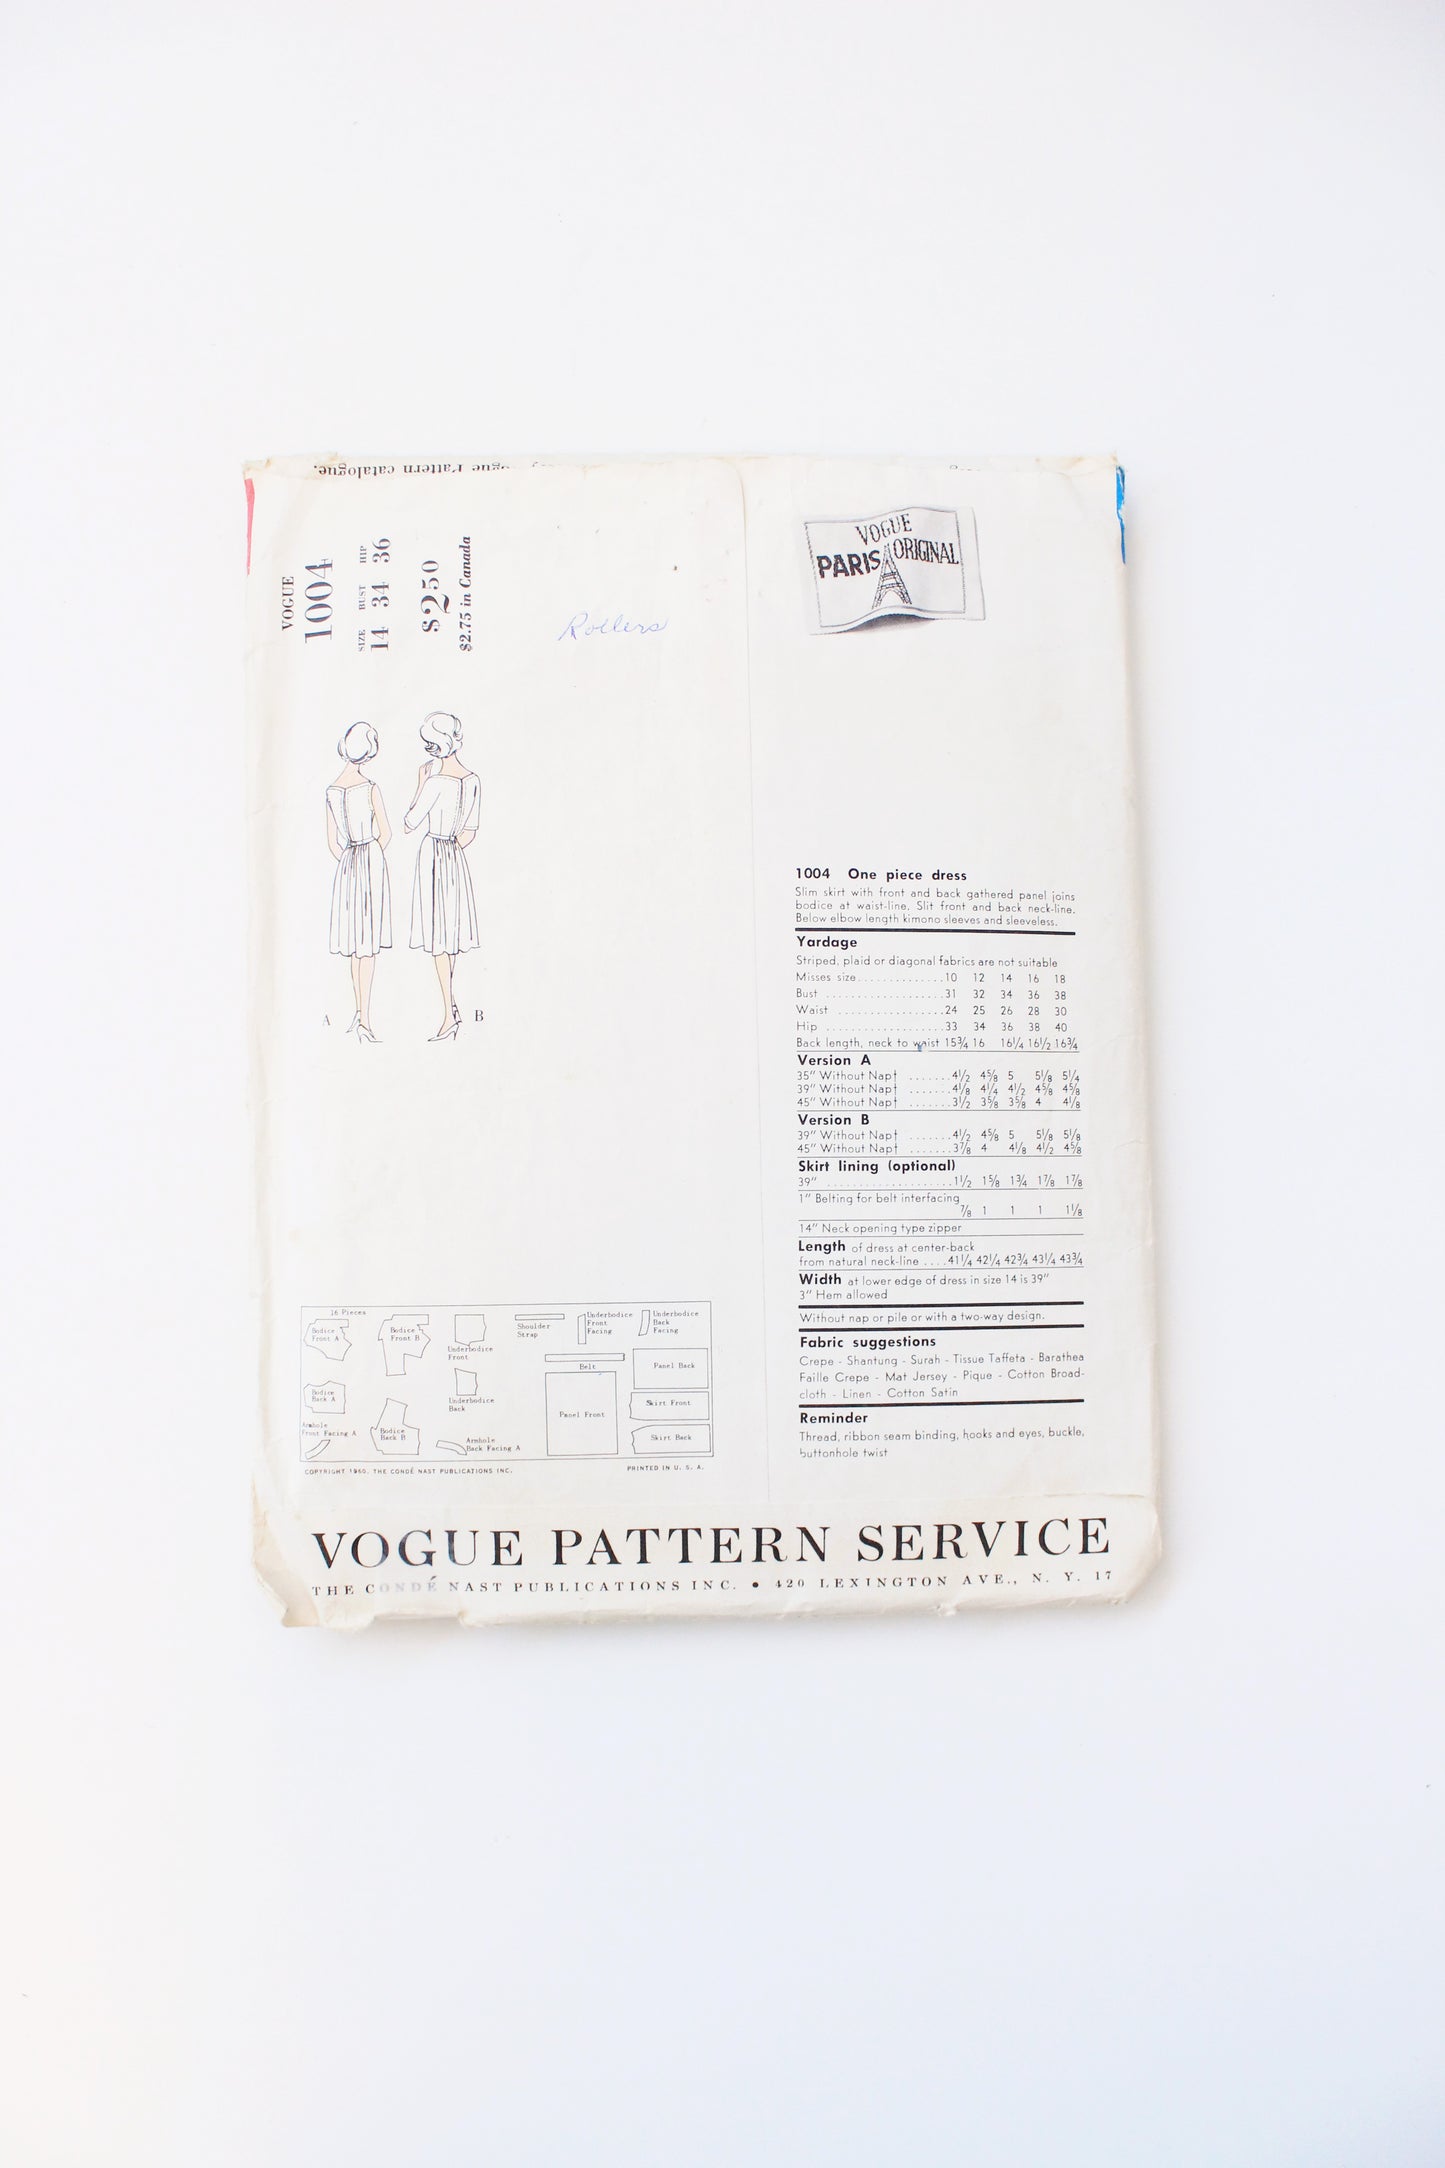 Vogue Pattern catalogue.
VOGUE
1004
SIZE BUST HIP
14 34 36
$2.50
$2.75 in Canada
Rollers
VOGUE
PARIS ORIGINAL
A
B
1004 One piece dress
Slim skirt with front and back gathered panel joins
bodice at waist-line. Slit front and back neck-line.
Below elbow length kimono sleeves and sleeveless.
Yardage
Striped, plaid or diagonal fabrics are not suitable
Misses size..............10 12 14 16 18
Bust ...................31 32 34 36 38
Waist .................24 25 26 28 30
Hip ...................33 34 36 38 40
Back length, neck to waist 15¾ 16 16¼ 16½ 16¾
Version A
35" Without Nap† .......4½ 4⅝ 5 5⅛ 5¼
39" Without Nap† .......4⅛ 4¼ 4½ 4⅝ 4⅝
45" Without Nap† .......3½ 3⅝ 3⅝ 4 4⅛
Version B
39" Without Nap† .......4½ 4⅝ 5 5⅛ 5⅛
45" Without Nap† .......3⅞ 4 4⅛ 4½ 4⅝
Skirt lining (optional)
39" ....................1½ 1⅝ 1¾ 1⅞ 1⅞
1" Belting for belt interfacing
⅞ 1 1 1 1⅛
14" Neck opening type zipper
Length of dress at center-back
from natural neck-line ....41¼ 42¼ 42¾ 43¼ 43¾
Width at lower edge of dress in size 14 is 39"
3" Hem allowed
Without nap or pile or with a two-way design.
Fabric suggestions
Crepe - Shantung - Surah - Tissue Taffeta - Barathea
Faille Crepe - Mat Jersey - Pique - Cotton Broad-
cloth - Linen - Cotton Satin
Reminder
Thread, ribbon seam binding, hooks and eyes, buckle,
buttonhole twist
16 Pieces
Bodice
Front A
Bodice
Front B
Underbodice
Front
Shoulder
Strap
Underbodice
Front
Facing
Underbodice
Back
Facing
Belt
Panel Back
Bodice
Back A
Underbodice
Back
Panel Front
Skirt Front
Armhole
Front Facing A
Bodice
Back B
Armhole
Back Facing A
Skirt Back
COPYRIGHT 1960, THE CONDÉ NAST PUBLICATIONS INC.
PRINTED IN U. S. A.
VOGUE PATTERN SERVICE
THE CONDÉ NAST PUBLICATIONS INC. • 420 LEXINGTON AVE., N. Y. 17